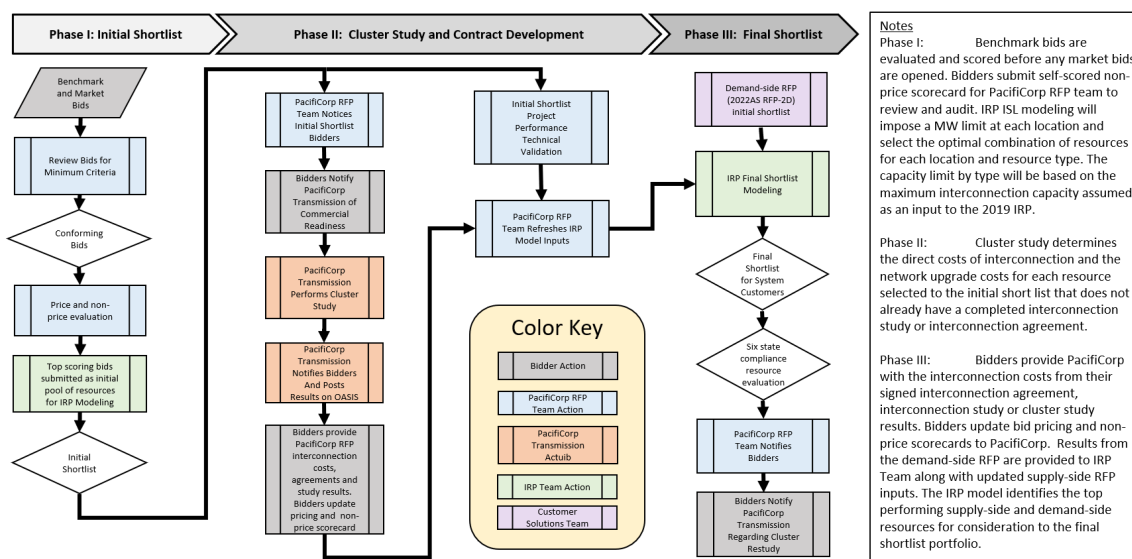 Phase I: Initial Shortlist
Phase II:  Cluster Study and Contract Development
Phase III:  Final Shortlist
Benchmark
and Market
Bids
Review Bids for
Minimum Criteria
Conforming
Bids
Price and non-
price evaluation
Top scoring bids
submitted as initial
pool of resources
for IRP Modeling
Initial
Shortlist
PacifiCorp RFP
Team Notices
Initial Shortlist
Bidders
Bidders Notify
PacifiCorp
Transmission of
Commercial
Readiness
PacifiCorp
Transmission
Performs Cluster
Study
PacifiCorp
Transmission
Notifies Bidders
And Posts
Results on OASIS
Bidders provide
PacifiCorp RFP
interconnection
costs,
agreements and
study results.
Bidders update
pricing and  non-
price scorecard
Initial Shortlist
Project
Performance
Technical
Validation
PacifiCorp RFP
Team Refreshes IRP
Model Inputs
Color Key
Bidder Action
PacifiCorp RFP
Team Action
PacifiCorp
Transmission
Actuib
IRP Team Action
Customer
Solutions Team
Demand-side RFP
(2022AS RFP-2D)
initial shortlist
IRP Final Shortlist
Modeling
Final
Shortlist
for System
Customers
Six state
compliance
resource
evaluation
PacifiCorp RFP
Team Notifies
Bidders
Bidders Notify
PacifiCorp
Transmission
Regarding Cluster
Restudy
Notes
Phase I: Benchmark bids are
evaluated and scored before any market bids
are opened. Bidders submit self-scored non-
price scorecard for PacifiCorp RFP team to
review and audit. IRP ISL modeling will
impose a MW limit at each location and
select the optimal combination of resources
for each location and resource type. The
capacity limit by type will be based on the
maximum interconnection capacity assumed
as an input to the 2019 IRP.
Phase II: Cluster study determines
the direct costs of interconnection and the
network upgrade costs for each resource
selected to the initial short list that does not
already have a completed interconnection
study or interconnection agreement.
Phase III: Bidders provide PacifiCorp
with the interconnection costs from their
signed interconnection agreement,
interconnection study or cluster study
results. Bidders update bid pricing and non-
price scorecards to PacifiCorp.  Results from
the demand-side RFP are provided to IRP
Team along with updated supply-side RFP
inputs. The IRP model identifies the top
performing supply-side and demand-side
resources for consideration to the final
shortlist portfolio.